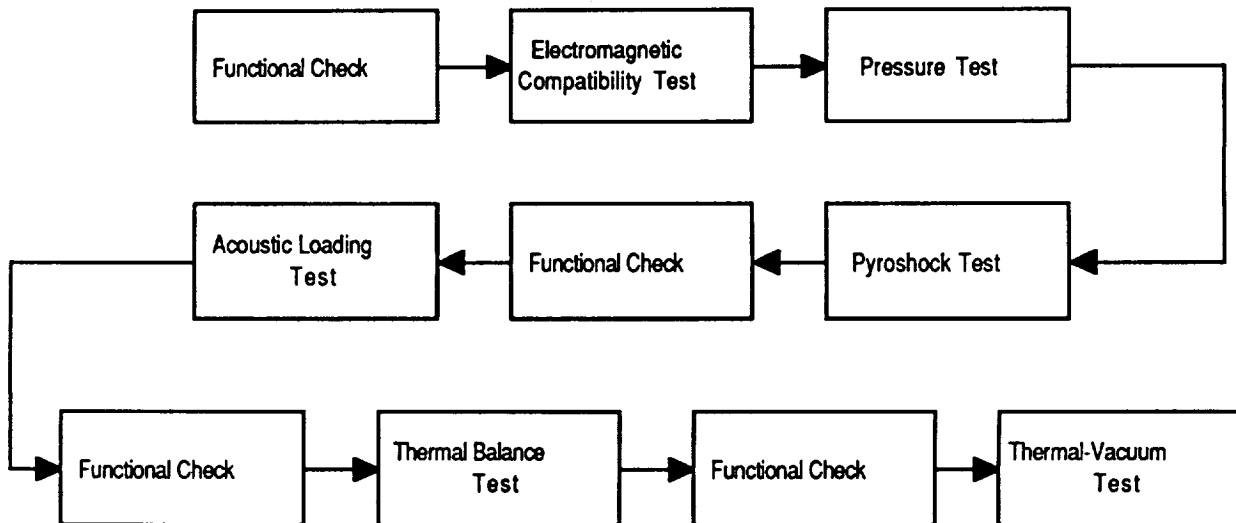 Functional Check
Electromagnetic
Compatibility Test
Pressure Test
Acoustic Loading
Test
Functional Check
Pyroshock Test
Functional Check
Thermal Balance
Test
Functional Check
Thermal-Vacuum
Test